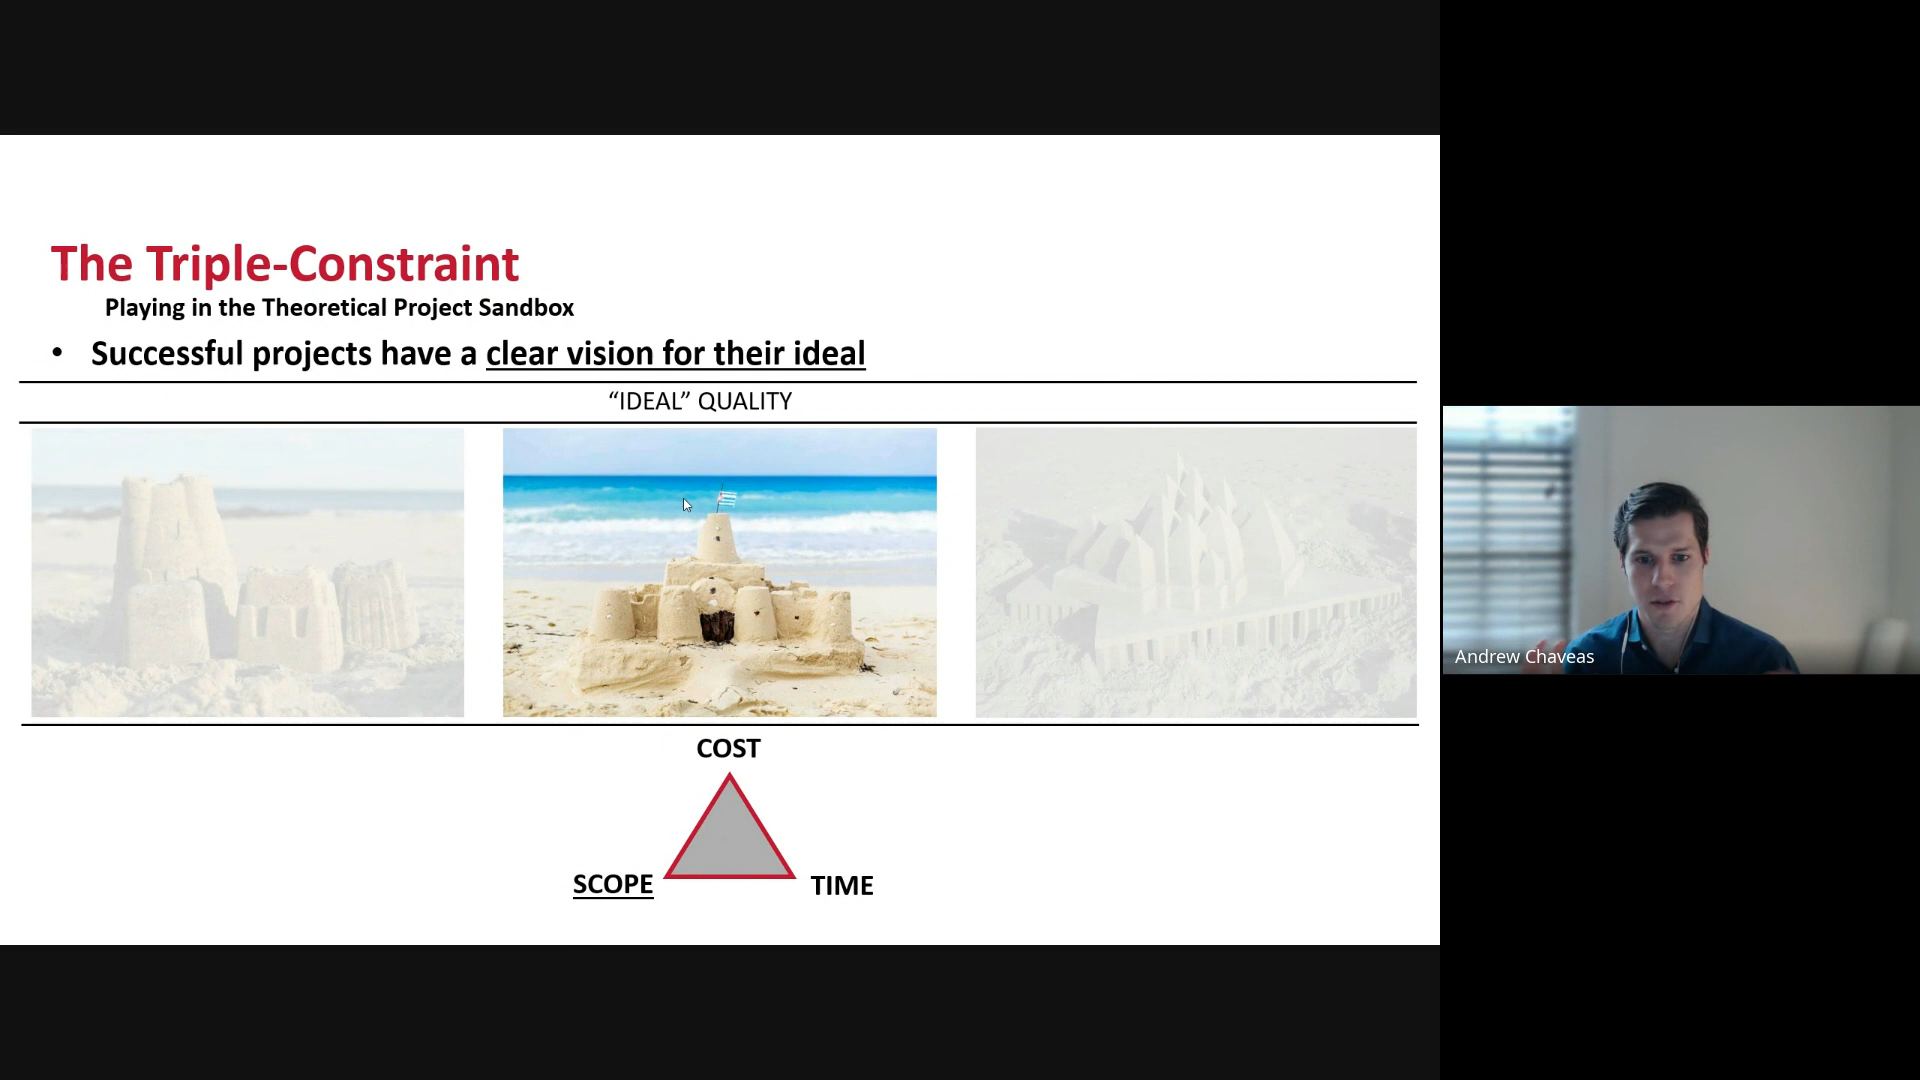 The Triple-Constraint
Playing in the Theoretical Project Sandbox
• Successful projects have a clear vision for their ideal
“IDEAL” QUALITY
COST
SCOPE
TIME
Andrew Chaveas